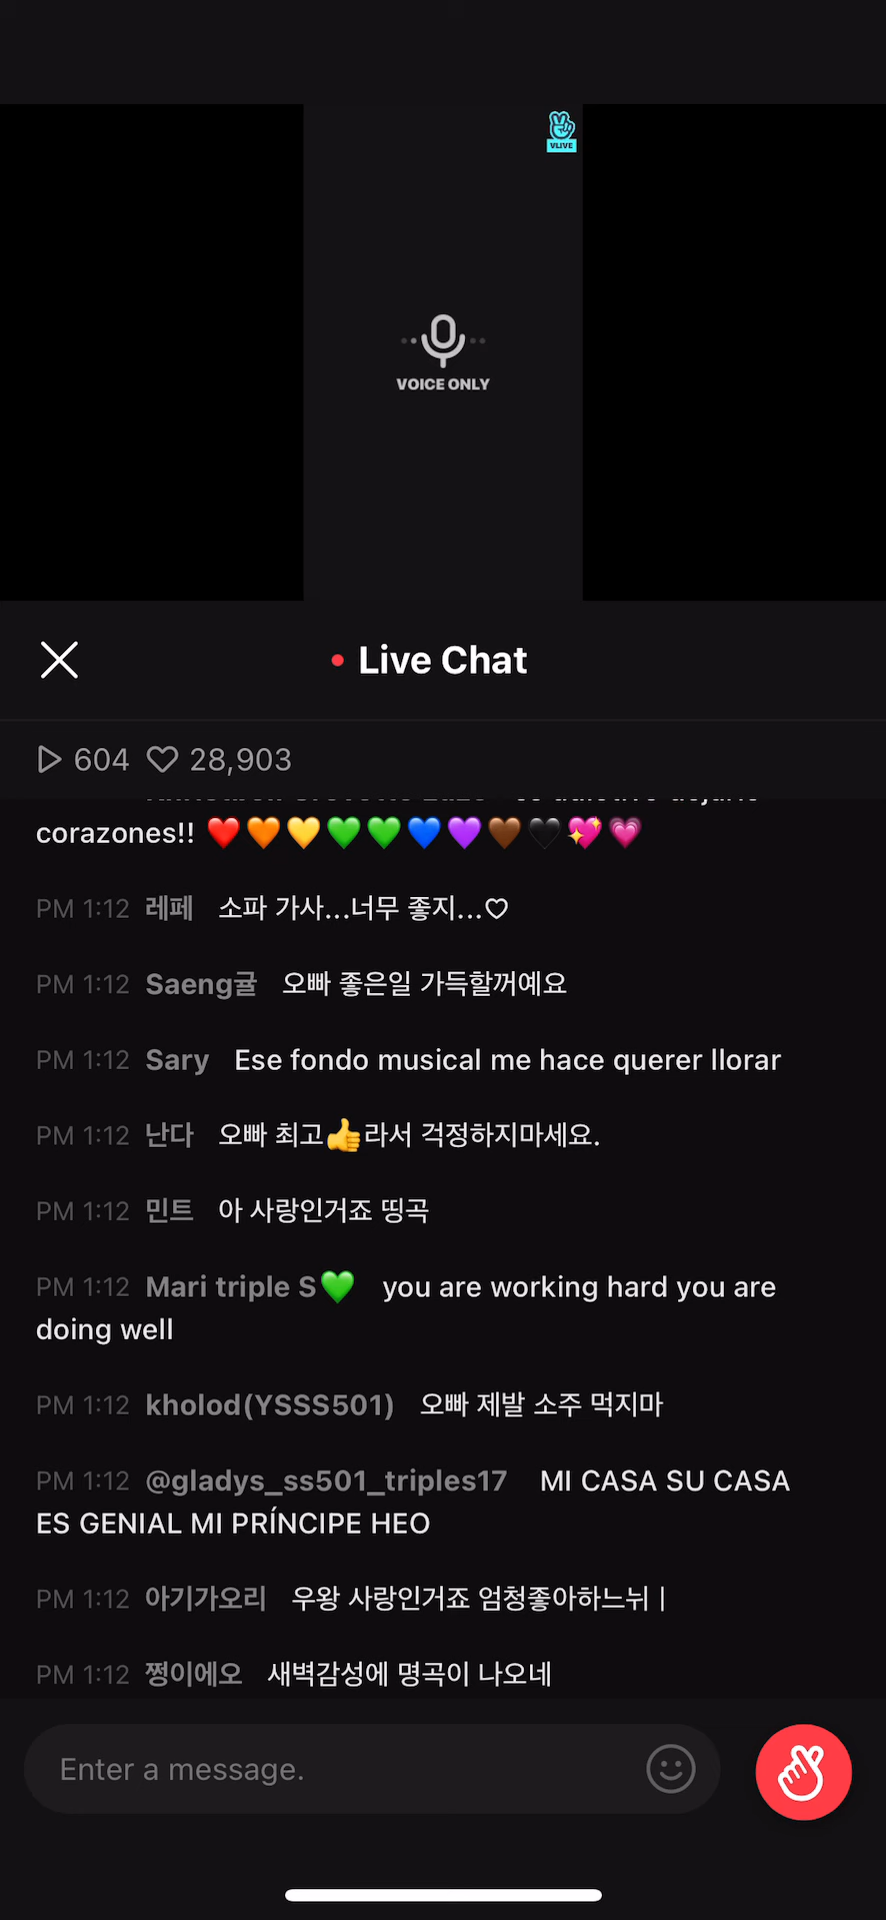 VLIVE
VOICE ONLY
Live Chat
604 28,903
corazones!! ❤️🧡💛💚💚💙💜🤎🖤💖💗
PM 1:12 레페 소파 가사...너무 좋지...♡
PM 1:12 Saeng귤 오빠 좋은일 가득할꺼예요
PM 1:12 Sary Ese fondo musical me hace querer llorar
PM 1:12 난다 오빠 최고👍라서 걱정하지마세요.
PM 1:12 민트 아 사랑인거죠 띵곡
PM 1:12 Mari triple S💚 you are working hard you are
doing well
PM 1:12 kholod(YSSS501) 오빠 제발 소주 먹지마
PM 1:12 @gladys_ss501_triples17 MI CASA SU CASA
ES GENIAL MI PRÍNCIPE HEO
PM 1:12 아기가오리 우왕 사랑인거죠 엄청좋아하느뉘ㅣ
PM 1:12 쩡이에오 새벽감성에 명곡이 나오네
Enter a message.